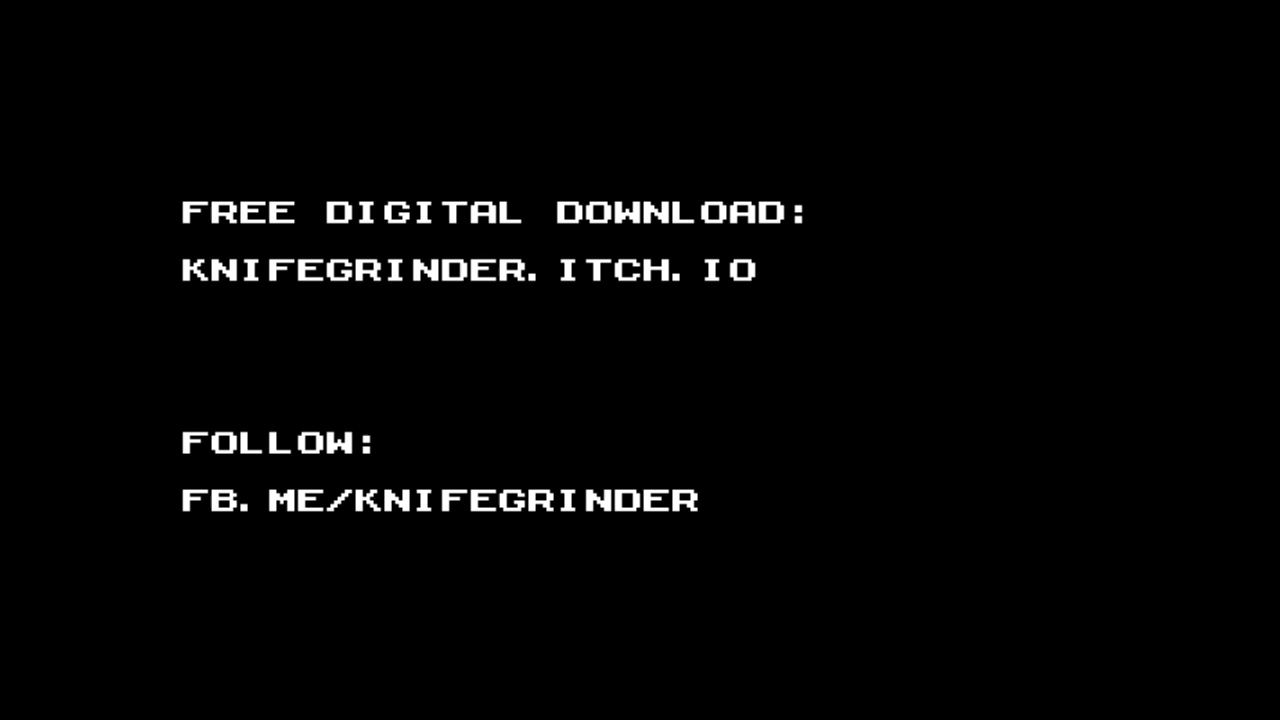 FREE DIGITAL DOWNLOAD:
KNIFEGRINDER.ITCH.IO
FOLLOW:
FB.ME/KNIFEGRINDER